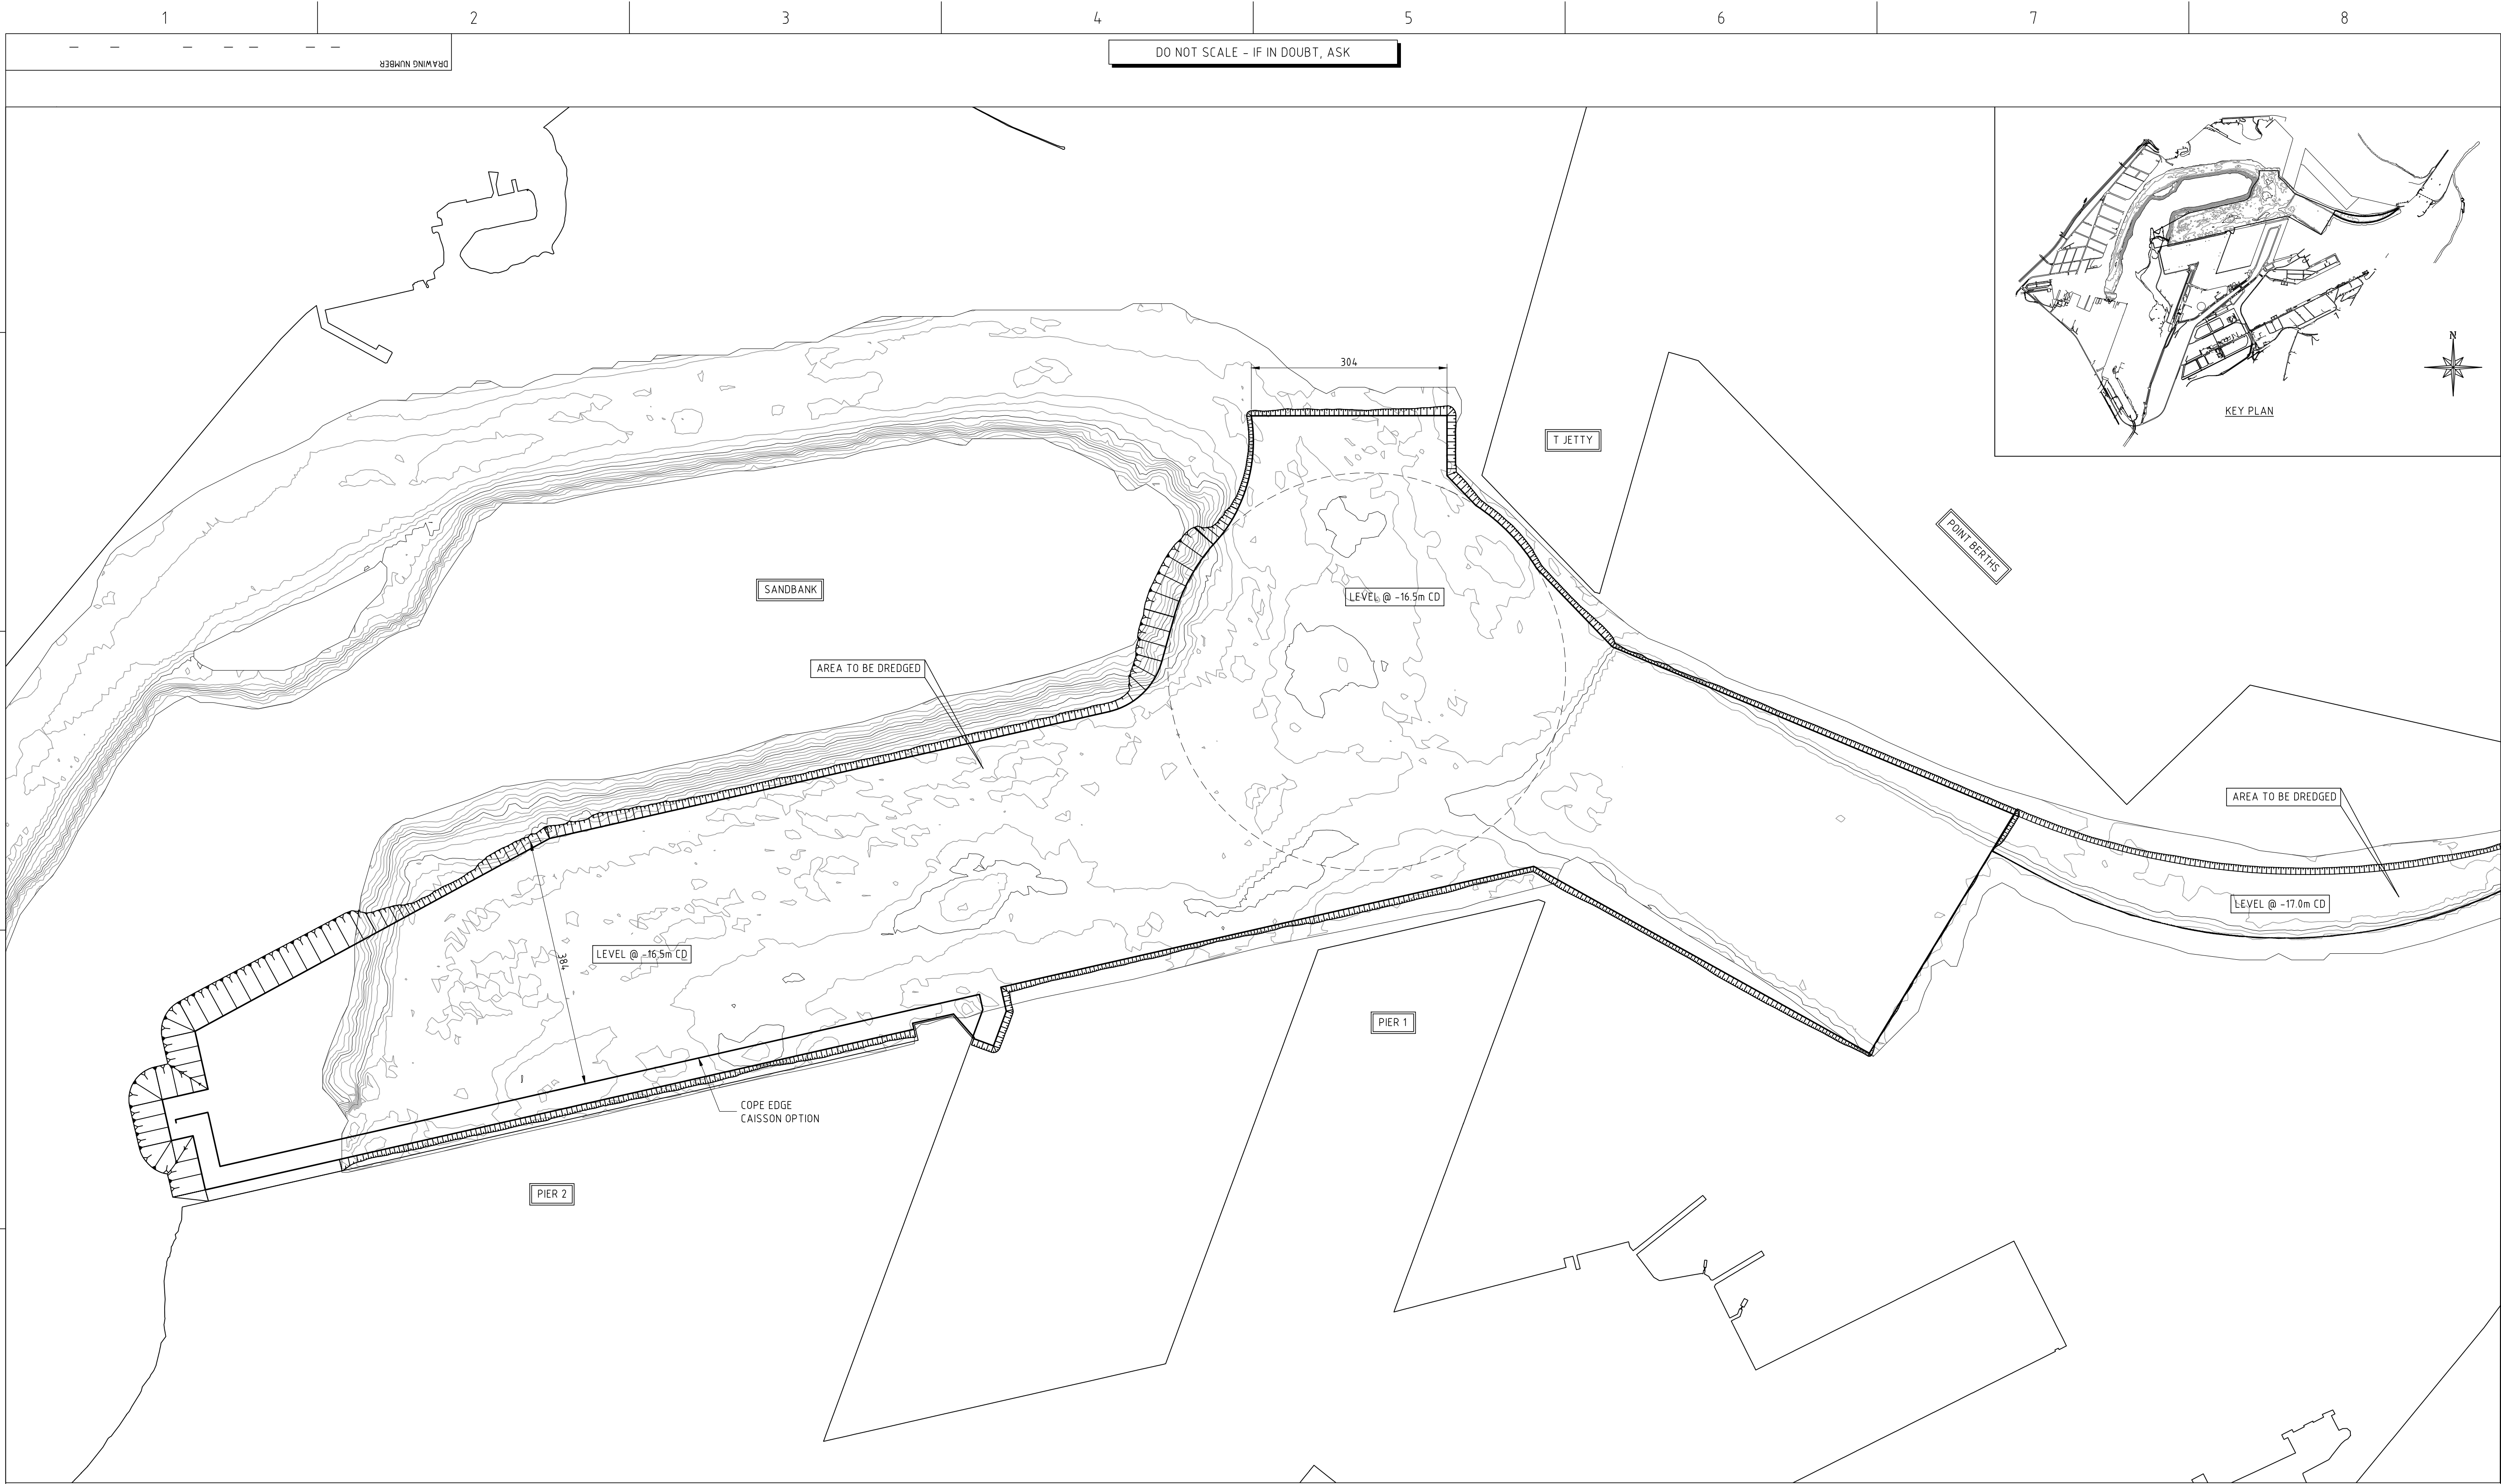 1 2 3 4 5 6 7 8
DRAWING NUMBER
DO NOT SCALE - IF IN DOUBT, ASK
N
KEY PLAN
304
T JETTY
POINT BERTHS
SANDBANK
LEVEL @ -16.5m CD
AREA TO BE DREDGED
AREA TO BE DREDGED
LEVEL @ -17.0m CD
LEVEL @ -16.5m CD
384
PIER 1
COPE EDGE
CAISSON OPTION
PIER 2